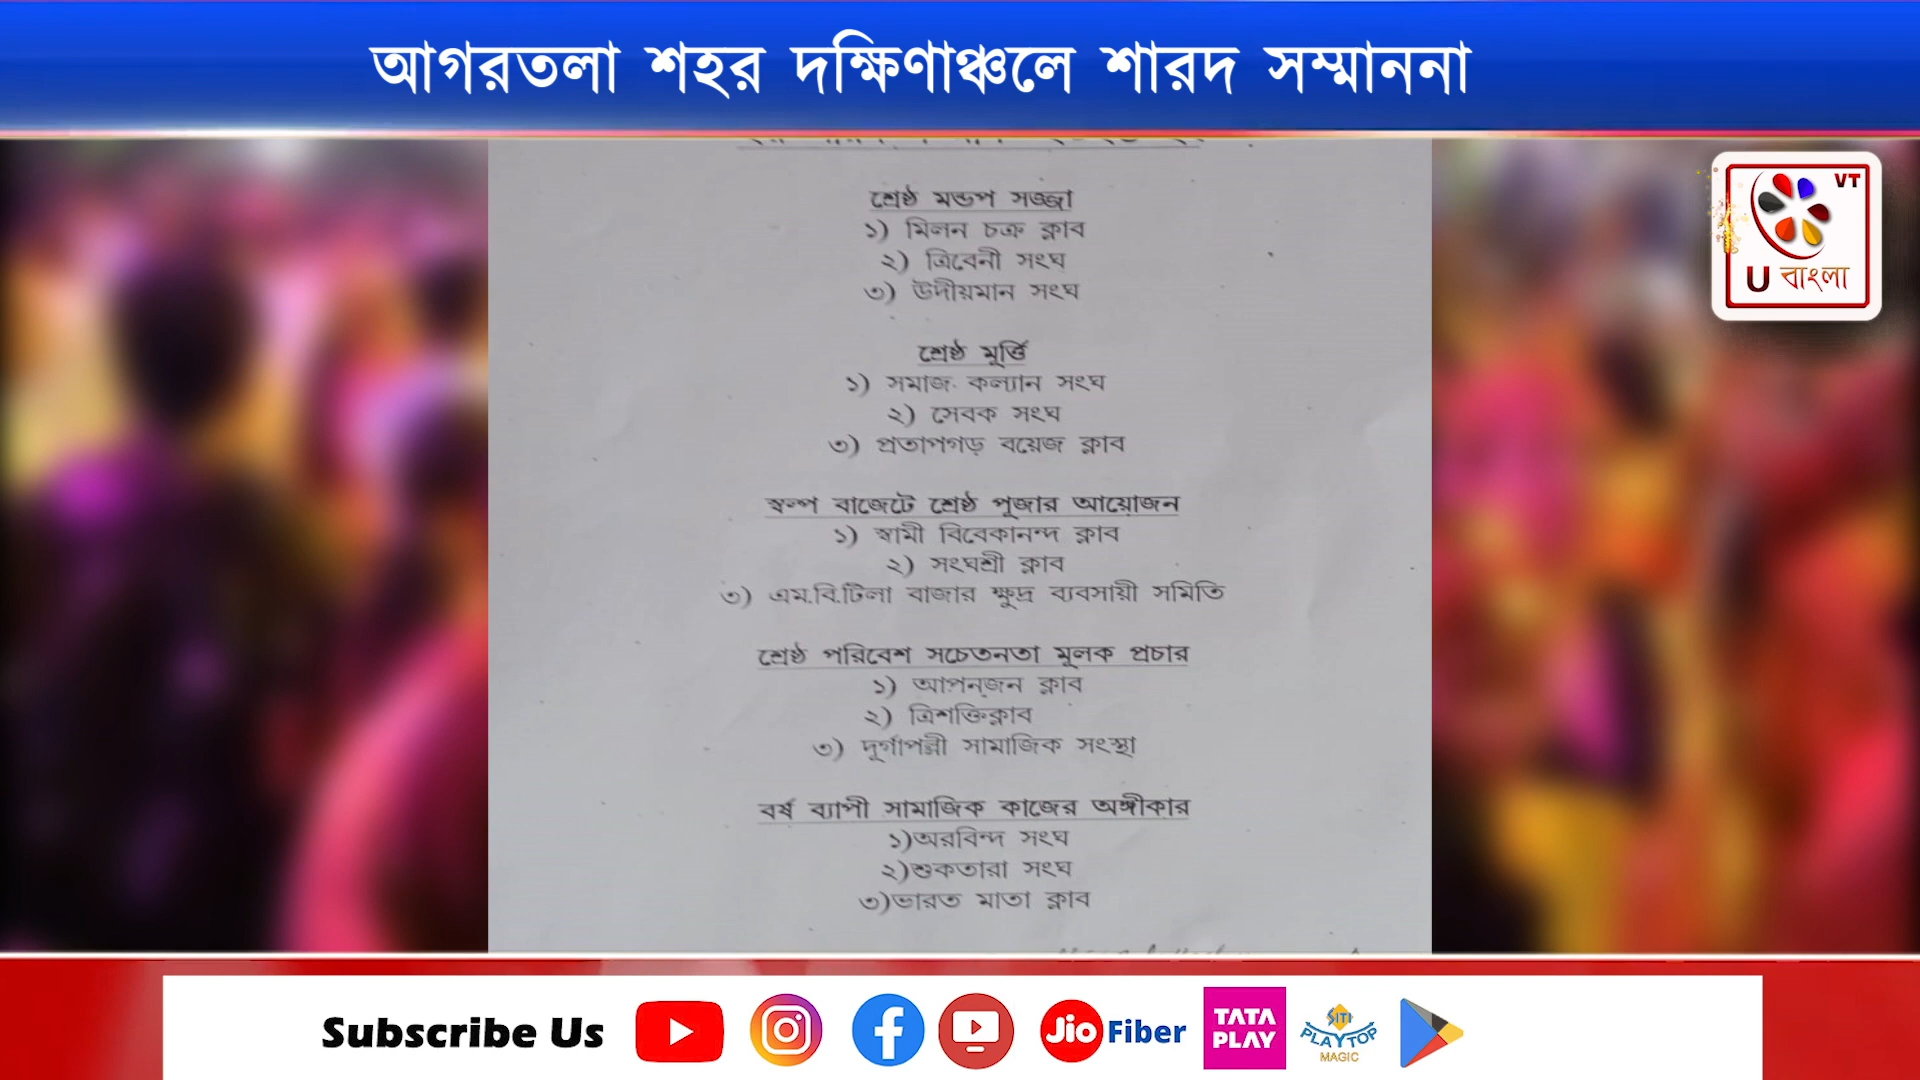 আগরতলা শহর দক্ষিণাঞ্চলে শারদ সম্মাননা
VT
U বাংলা
শ্রেষ্ঠ মন্ডপ সজ্জা
১) মিলন চক্র ক্লাব
২) ত্রিবেনী সংঘ
৩) উদীয়মান সংঘ
শ্রেষ্ঠ মূর্ত্তি
১) সমাজ কল্যান সংঘ
২) সেবক সংঘ
৩) প্রতাপগড় বয়েজ ক্লাব
স্বল্প বাজেটে শ্রেষ্ঠ পূজার আয়োজন
১) স্বামী বিবেকানন্দ ক্লাব
২) সংঘশ্রী ক্লাব
৩) এম.বি.টিলা বাজার ক্ষুদ্র ব্যবসায়ী সমিতি
শ্রেষ্ঠ পরিবেশ সচেতনতা মূলক প্রচার
১) আপনজন ক্লাব
২) ত্রিশক্তিক্লাব
৩) দুর্গাপল্লী সামাজিক সংস্থা
বর্ষ ব্যাপী সামাজিক কাজের অঙ্গীকার
১)অরবিন্দ সংঘ
২)শুকতারা সংঘ
৩)ভারত মাতা ক্লাব
Subscribe Us
Jio Fiber
TATA PLAY
SITI PLAYTOP MAGIC